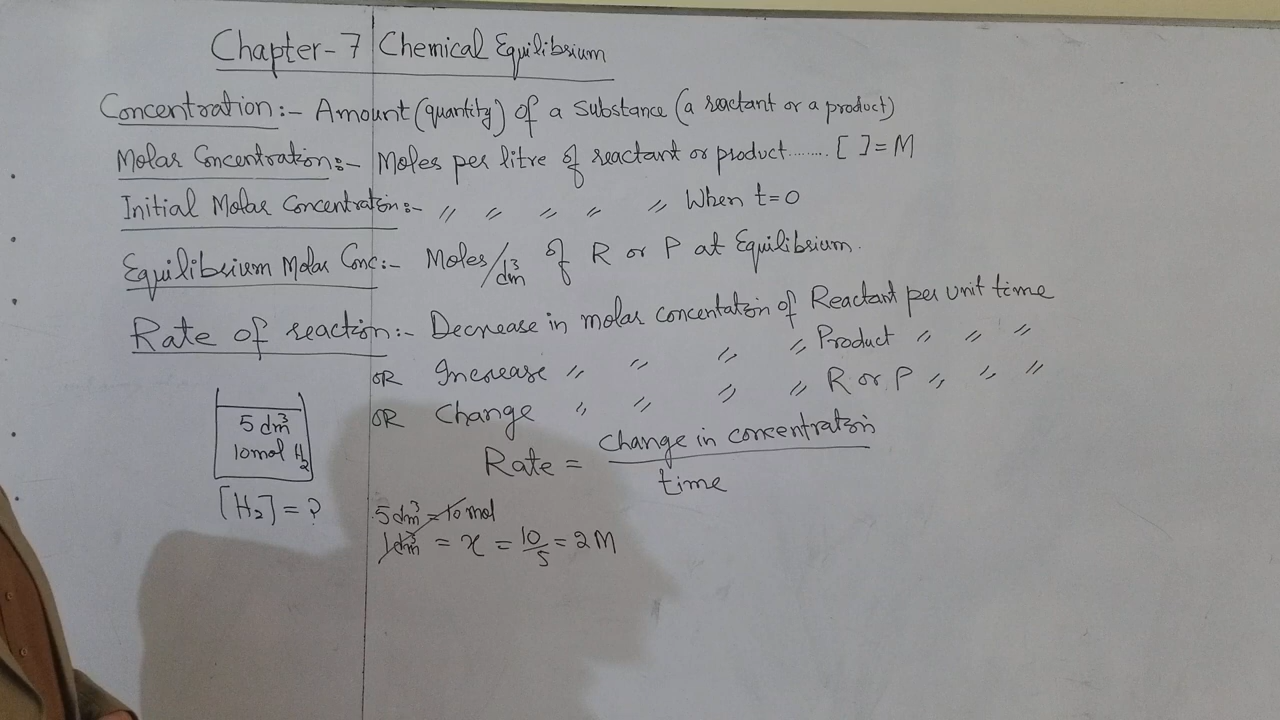 Chapter-7 Chemical Equilibrium
Concentration:- Amount (quantity) of a substance (a reactant or a product)
Molar Concentration:- Moles per litre of reactant or product........ [ ]=M
Initial Molar Concentration:- " " " " " When t=0
Equilibrium Molar Conc:- Moles/dm³ of R or P at Equilibrium.
Rate of reaction:- Decrease in molar concentation of Reactant per unit time
OR Increase " " " " Product " " "
OR Change " " " " R or P " " "
Rate = change in concentration / time
5 dm³
10mol H₂
[H₂] = ?
5 dm³ = 10 mol
1dm³ = x = 10/5 = 2M